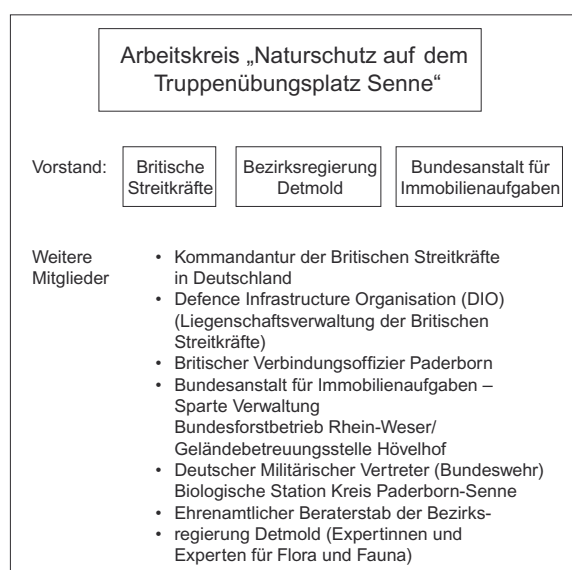 Arbeitskreis „Naturschutz auf dem
Truppenübungsplatz Senne“
Vorstand:
Britische
Streitkräfte
Bezirksregierung
Detmold
Bundesanstalt für
Immobilienaufgaben
Weitere
Mitglieder
• Kommandantur der Britischen Streitkräfte
in Deutschland
• Defence Infrastructure Organisation (DIO)
(Liegenschaftsverwaltung der Britischen
Streitkräfte)
• Britischer Verbindungsoffizier Paderborn
• Bundesanstalt für Immobilienaufgaben –
Sparte Verwaltung
Bundesforstbetrieb Rhein-Weser/
Geländebetreuungsstelle Hövelhof
• Deutscher Militärischer Vertreter (Bundeswehr)
Biologische Station Kreis Paderborn-Senne
• Ehrenamtlicher Beraterstab der Bezirks-
• regierung Detmold (Expertinnen und
Experten für Flora und Fauna)